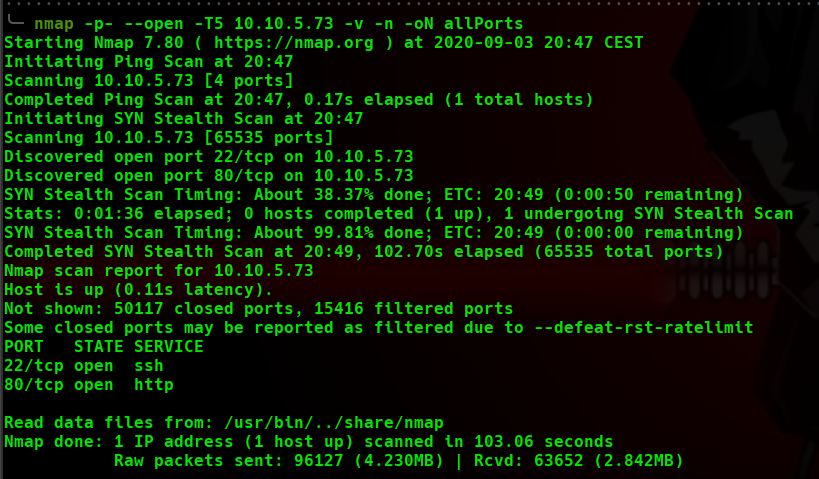 nmap -p- --open -T5 10.10.5.73 -v -n -oN allPorts
Starting Nmap 7.80 ( https://nmap.org ) at 2020-09-03 20:47 CEST
Initiating Ping Scan at 20:47
Scanning 10.10.5.73 [4 ports]
Completed Ping Scan at 20:47, 0.17s elapsed (1 total hosts)
Initiating SYN Stealth Scan at 20:47
Scanning 10.10.5.73 [65535 ports]
Discovered open port 22/tcp on 10.10.5.73
Discovered open port 80/tcp on 10.10.5.73
SYN Stealth Scan Timing: About 38.37% done; ETC: 20:49 (0:00:50 remaining)
Stats: 0:01:36 elapsed; 0 hosts completed (1 up), 1 undergoing SYN Stealth Scan
SYN Stealth Scan Timing: About 99.81% done; ETC: 20:49 (0:00:00 remaining)
Completed SYN Stealth Scan at 20:49, 102.70s elapsed (65535 total ports)
Nmap scan report for 10.10.5.73
Host is up (0.11s latency).
Not shown: 50117 closed ports, 15416 filtered ports
Some closed ports may be reported as filtered due to --defeat-rst-ratelimit
PORT   STATE SERVICE
22/tcp open  ssh
80/tcp open  http
Read data files from: /usr/bin/../share/nmap
Nmap done: 1 IP address (1 host up) scanned in 103.06 seconds
Raw packets sent: 96127 (4.230MB) | Rcvd: 63652 (2.842MB)